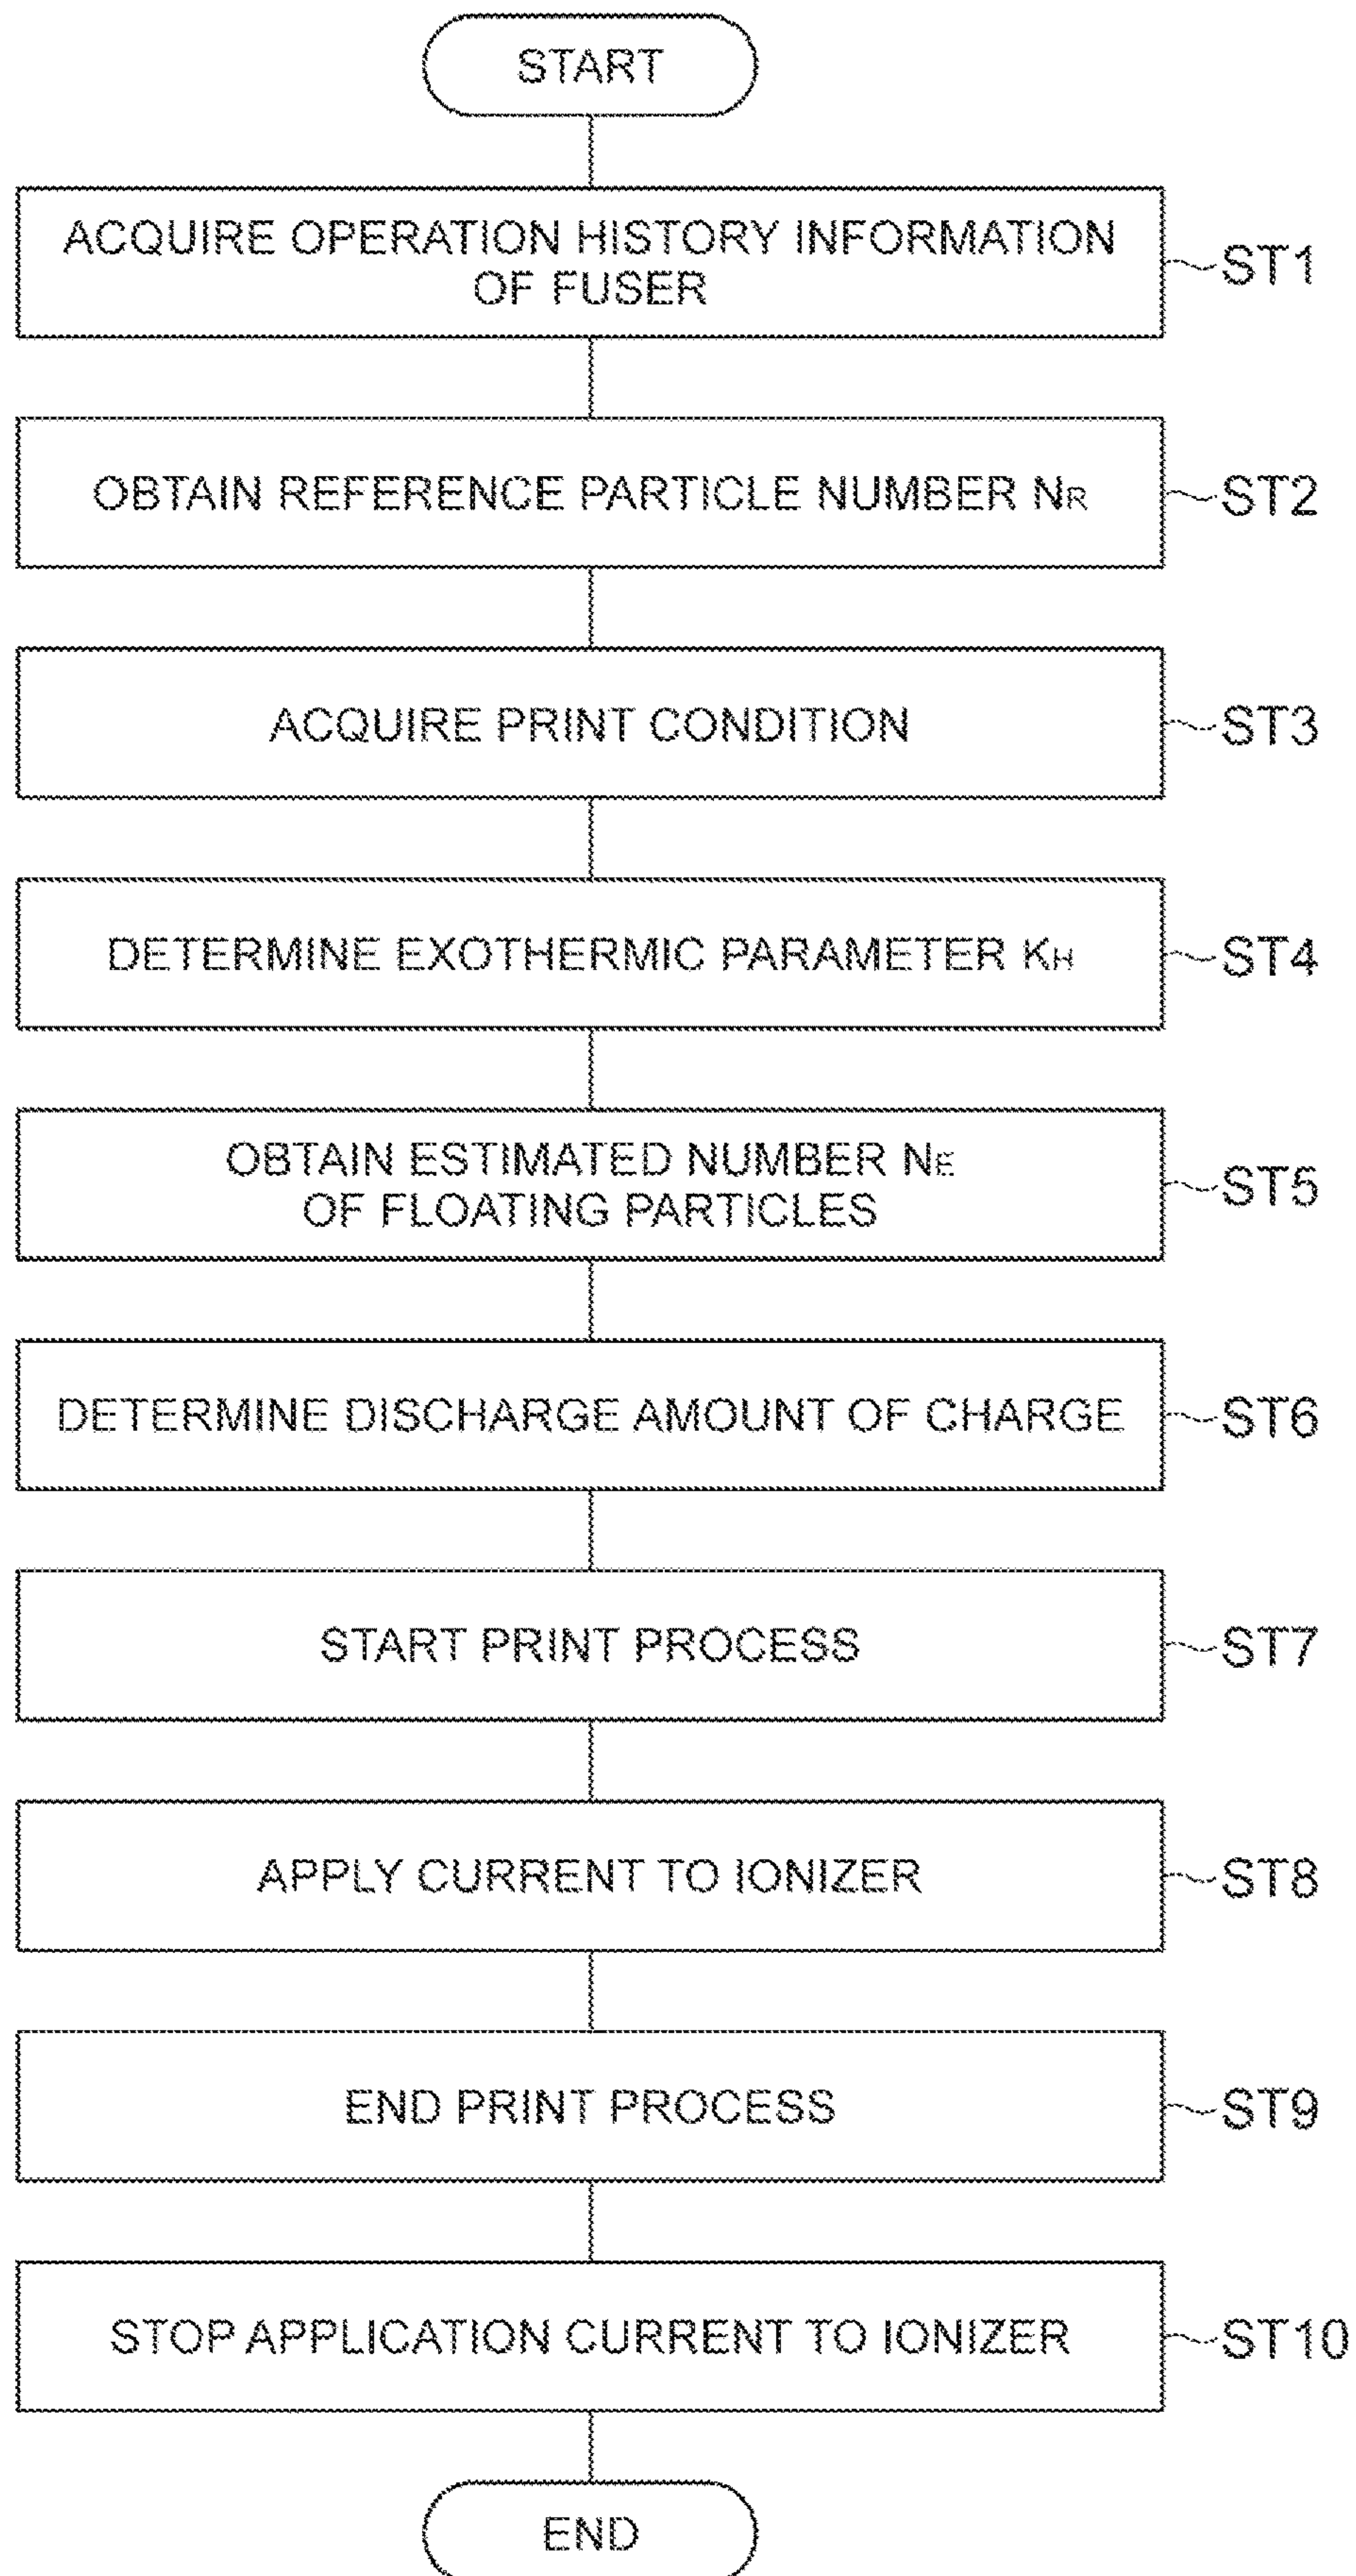 START
ACQUIRE OPERATION HISTORY INFORMATION
OF FUSER
ST1
OBTAIN REFERENCE PARTICLE NUMBER NR
ST2
ACQUIRE PRINT CONDITION
ST3
DETERMINE EXOTHERMIC PARAMETER KH
ST4
OBTAIN ESTIMATED NUMBER NE
OF FLOATING PARTICLES
ST5
DETERMINE DISCHARGE AMOUNT OF CHARGE
ST6
START PRINT PROCESS
ST7
APPLY CURRENT TO IONIZER
ST8
END PRINT PROCESS
ST9
STOP APPLICATION CURRENT TO IONIZER
ST10
END